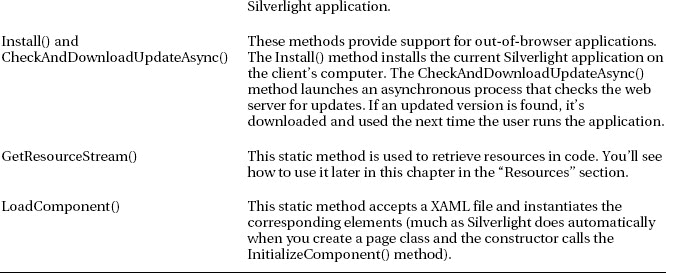 Silverlight application.
Install() and
CheckAndDownloadUpdateAsync()
These methods provide support for out-of-browser applications.
The Install() method installs the current Silverlight application on
the client's computer. The CheckAndDownloadUpdateAsync()
method launches an asynchronous process that checks the web
server for updates. If an updated version is found, it's
downloaded and used the next time the user runs the application.
GetResourceStream()
This static method is used to retrieve resources in code. You'll see
how to use it later in this chapter in the “Resources” section.
LoadComponent()
This static method accepts a XAML file and instantiates the
corresponding elements (much as Silverlight does automatically
when you create a page class and the constructor calls the
InitializeComponent() method).